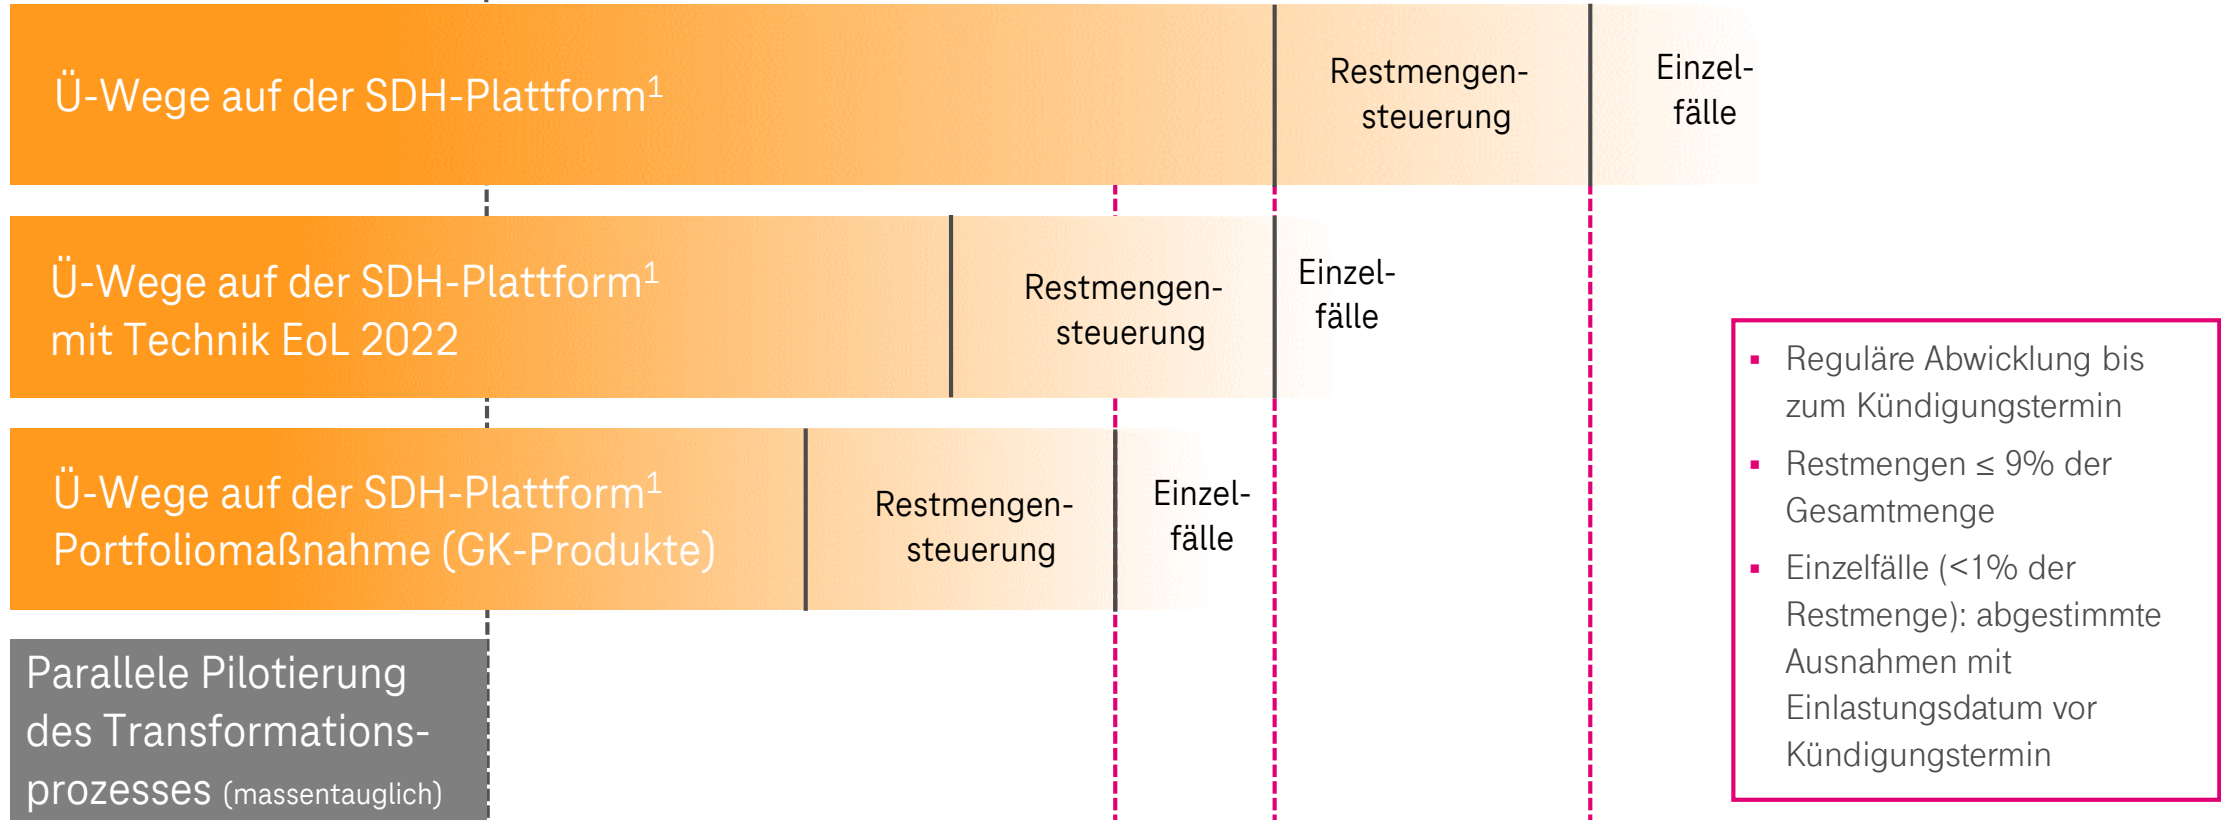 Ü-Wege auf der SDH-Plattform¹
Restmengen-
steuerung
Einzel-
fälle
Ü-Wege auf der SDH-Plattform¹
mit Technik EoL 2022
Restmengen-
steuerung
Einzel-
fälle
Ü-Wege auf der SDH-Plattform¹
Portfoliomaßnahme (GK-Produkte)
Restmengen-
steuerung
Einzel-
fälle
Parallele Pilotierung
des Transformations-
prozesses (massentauglich)
▪ Reguläre Abwicklung bis
zum Kündigungstermin
▪ Restmengen ≤ 9% der
Gesamtmenge
▪ Einzelfälle (<1% der
Restmenge): abgestimmte
Ausnahmen mit
Einlastungsdatum vor
Kündigungstermin